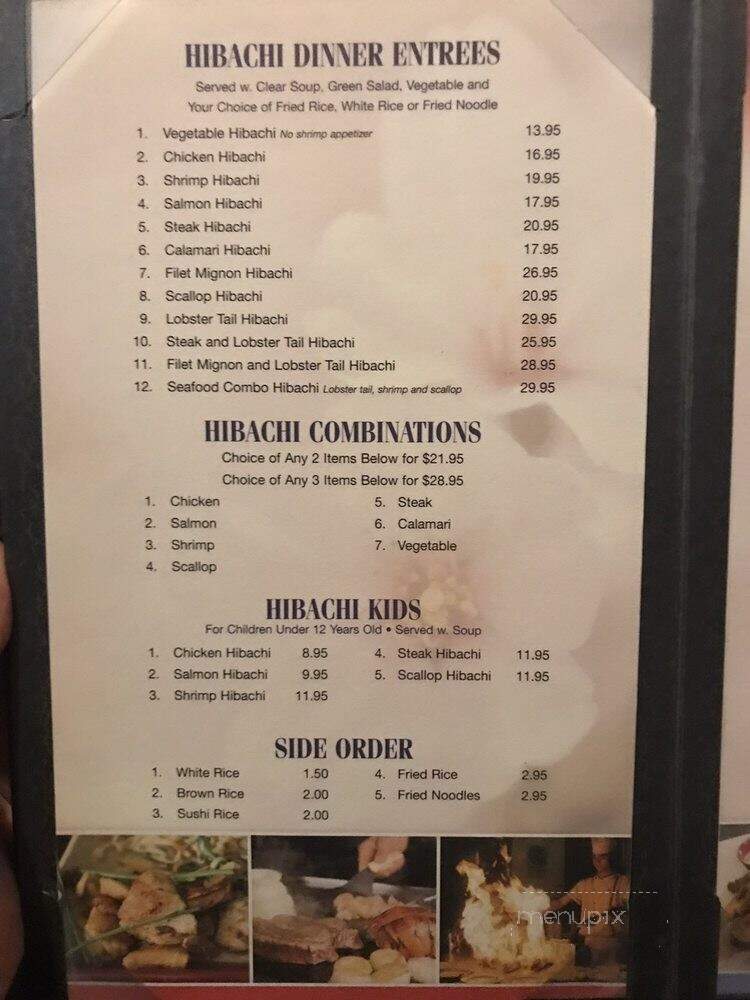 HIBACHI DINNER ENTREES
Served w. Clear Soup, Green Salad, Vegetable and
Your Choice of Fried Rice, White Rice or Fried Noodle
1. Vegetable Hibachi No shrimp appetizer 13.95
2. Chicken Hibachi 16.95
3. Shrimp Hibachi 19.95
4. Salmon Hibachi 17.95
5. Steak Hibachi 20.95
6. Calamari Hibachi 17.95
7. Filet Mignon Hibachi 26.95
8. Scallop Hibachi 20.95
9. Lobster Tail Hibachi 29.95
10. Steak and Lobster Tail Hibachi 25.95
11. Filet Mignon and Lobster Tail Hibachi 28.95
12. Seafood Combo Hibachi Lobster tail, shrimp and scallop 29.95
HIBACHI COMBINATIONS
Choice of Any 2 Items Below for $21.95
Choice of Any 3 Items Below for $28.95
1. Chicken 5. Steak
2. Salmon 6. Calamari
3. Shrimp 7. Vegetable
4. Scallop
HIBACHI KIDS
For Children Under 12 Years Old • Served w. Soup
1. Chicken Hibachi 8.95 4. Steak Hibachi 11.95
2. Salmon Hibachi 9.95 5. Scallop Hibachi 11.95
3. Shrimp Hibachi 11.95
SIDE ORDER
1. White Rice 1.50 4. Fried Rice 2.95
2. Brown Rice 2.00 5. Fried Noodles 2.95
3. Sushi Rice 2.00
menupix